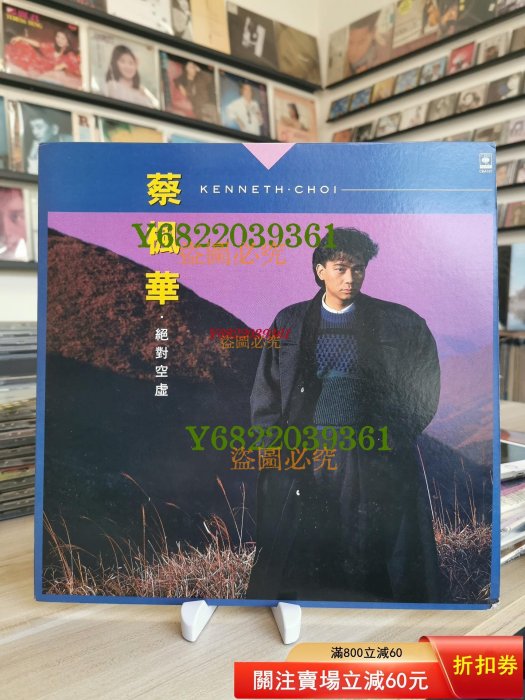 蔡楓華
KENNETH·CHOI
·絕對空虛
Y6822039361
盜圖必究
Y6822039361
盜圖必究
Y6822039361
盜圖必究
滿800立減60
關注賣場立減60元
折扣券